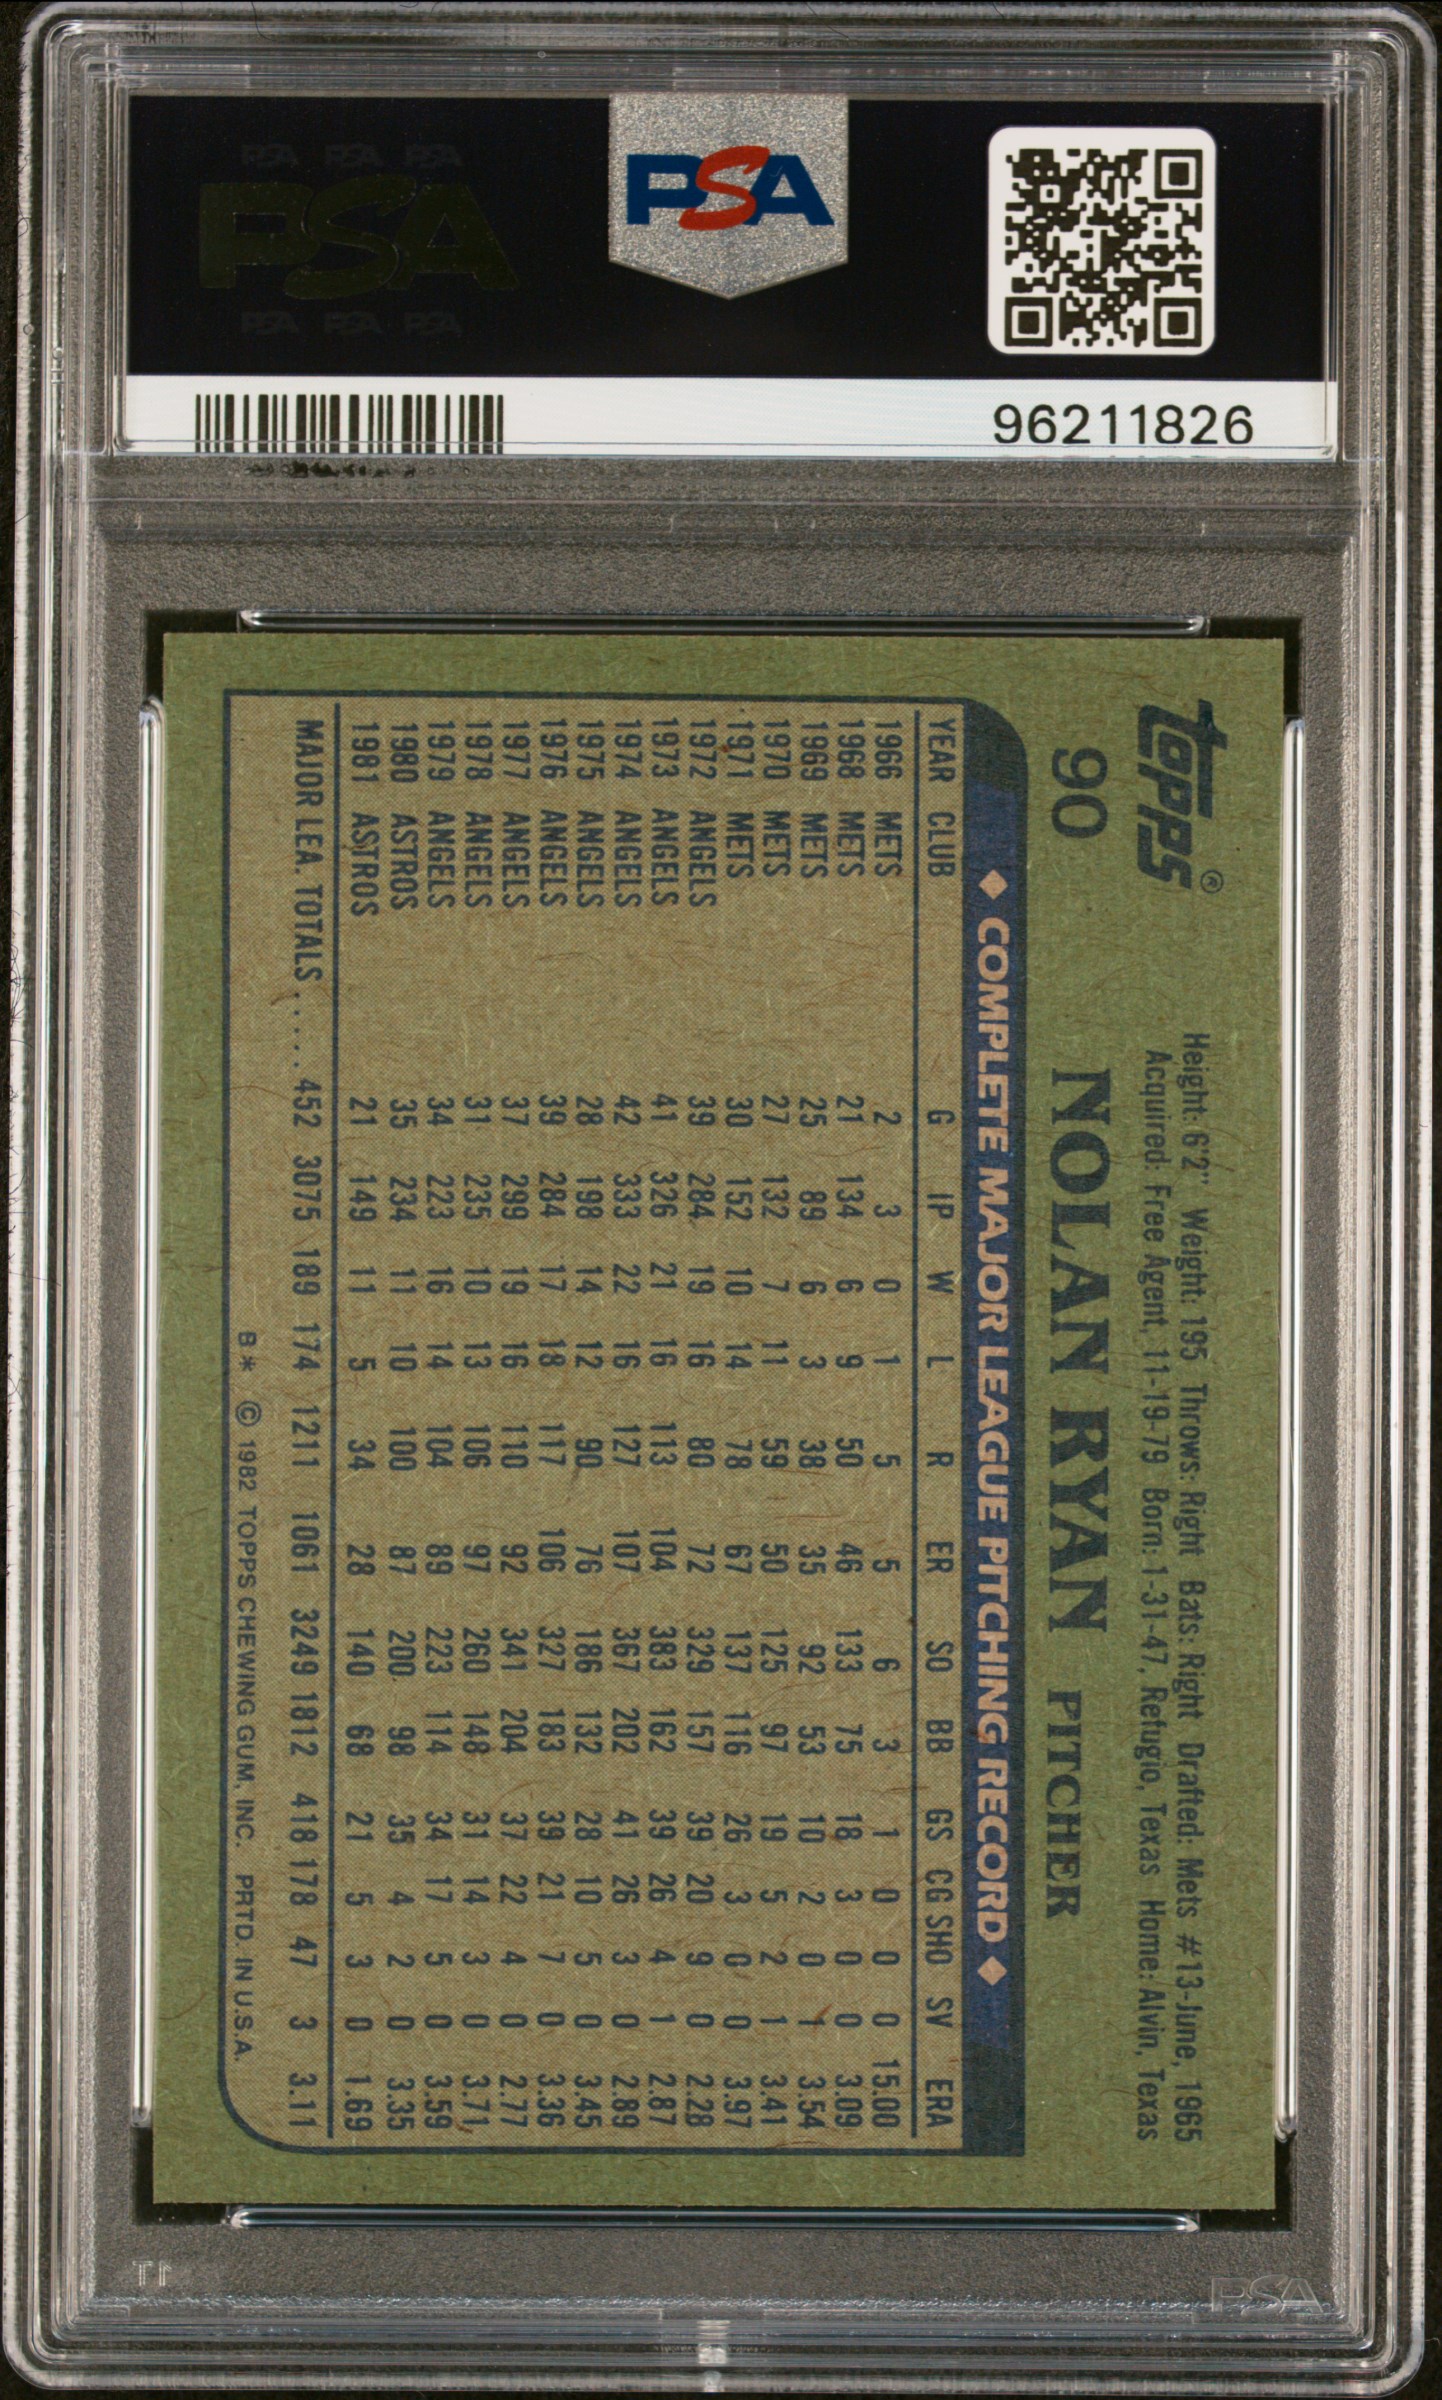 PSA PSA PSA
PSA
PSA PSA PSA
PSA
96211826
topps®
90 NOLAN RYAN PITCHER
Height: 6'2" Weight: 195 Throws: Right Bats: Right Drafted: Mets #13-June, 1965
Acquired: Free Agent, 11-19-79 Born: 1-31-47, Refugio, Texas Home: Alvin, Texas
♦ COMPLETE MAJOR LEAGUE PITCHING RECORD ♦
YEAR CLUB G IP W L R ER SO BB GS CG SHO SV ERA
1966 METS 2 3 0 1 5 5 6 3 1 0 0 0 15.00
1968 METS 21 134 6 9 50 46 133 75 18 3 0 0 3.09
1969 METS 25 89 6 3 38 35 92 53 10 2 0 1 3.54
1970 METS 27 132 7 11 59 50 125 97 19 5 2 1 3.41
1971 METS 30 152 10 14 78 67 137 116 26 3 0 0 3.97
1972 ANGELS 39 284 19 16 80 72 329 157 39 20 9 0 2.28
1973 ANGELS 41 326 21 16 113 104 383 162 39 26 4 1 2.87
1974 ANGELS 42 333 22 16 127 107 367 202 41 26 3 0 2.89
1975 ANGELS 28 198 14 12 90 76 186 132 28 10 5 0 3.45
1976 ANGELS 39 284 17 18 117 106 327 183 39 21 7 0 3.36
1977 ANGELS 37 299 19 16 110 92 341 204 37 22 4 0 2.77
1978 ANGELS 31 235 10 13 106 97 260 148 31 14 3 0 3.71
1979 ANGELS 34 223 16 14 104 89 223 114 34 17 5 0 3.59
1980 ASTROS 35 234 11 10 100 87 200 98 35 4 2 0 3.35
1981 ASTROS 21 149 11 5 34 28 140 68 21 5 3 0 1.69
MAJOR LEA. TOTALS ..... 452 3075 189 174 1211 1061 3249 1812 418 178 47 3 3.11
B* © 1982 TOPPS CHEWING GUM, INC. PRTD. IN U.S.A.
PSA